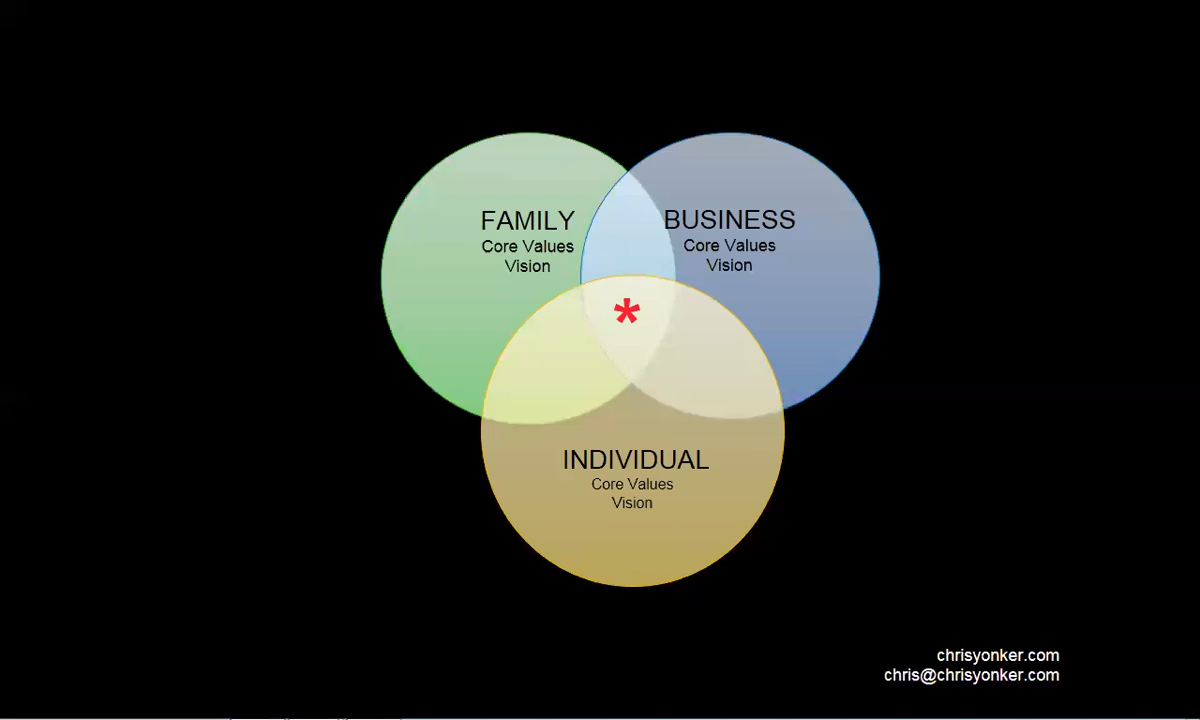 FAMILY
Core Values
Vision
BUSINESS
Core Values
Vision
*
INDIVIDUAL
Core Values
Vision
chrisyonker.com
chris@chrisyonker.com